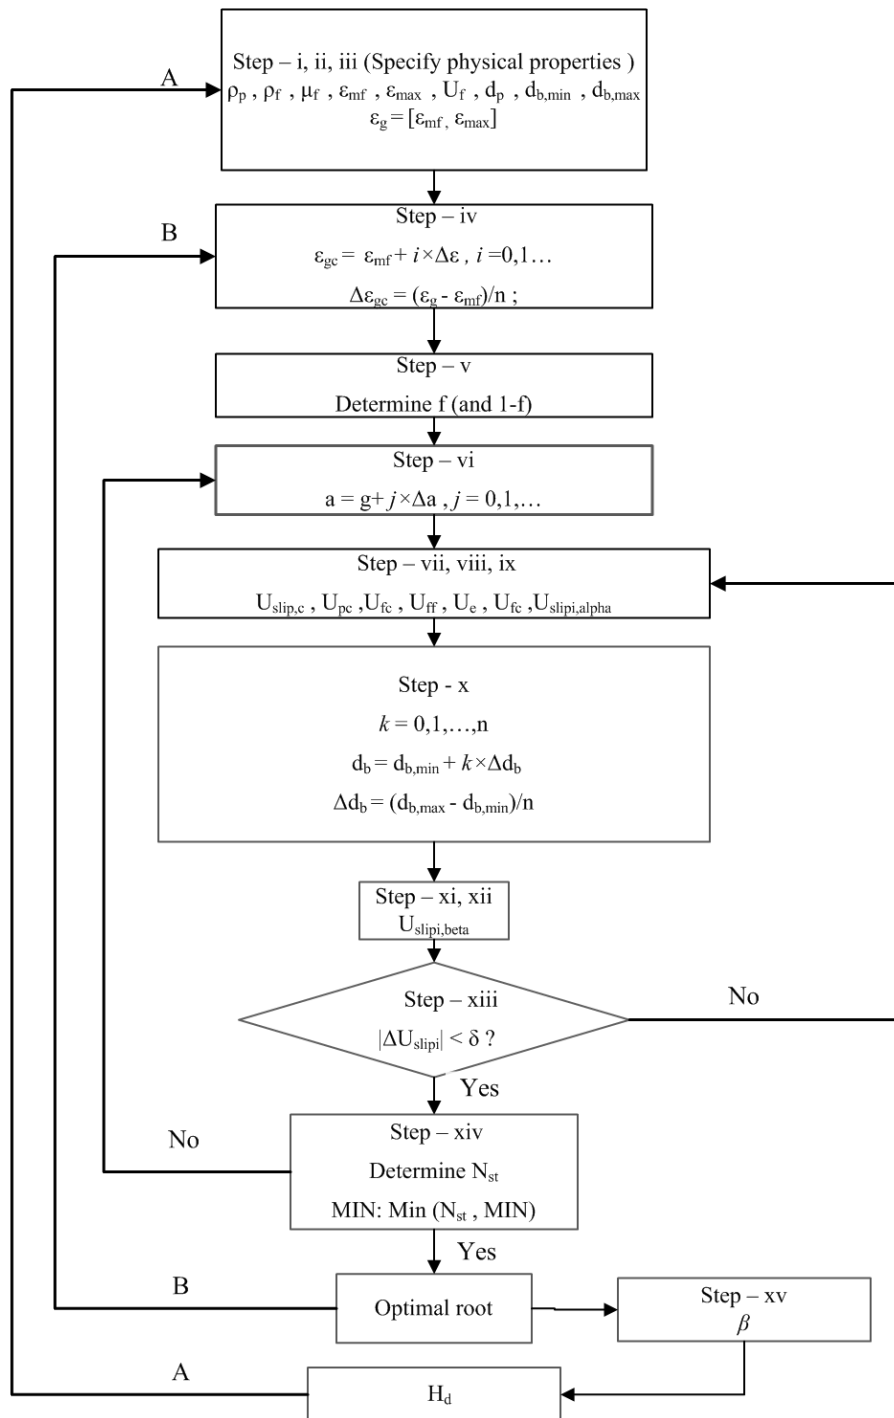 A
Step – i, ii, iii (Specify physical properties )
ρp , ρf , μf , εmf , εmax , Uf , dp , db,min , db,max
εg = [εmf , εmax]
B
Step – iv
εgc = εmf + i×Δε , i =0,1…
Δεgc = (εg - εmf)/n ;
Step – v
Determine f (and 1-f)
Step – vi
a = g+ j×Δa , j = 0,1,…
Step – vii, viii, ix
Uslip,c , Upc ,Ufc , Uff , Ue , Ufc ,Uslipi,alpha
Step - x
k = 0,1,…,n
db = db,min + k×Δdb
Δdb = (db,max - db,min)/n
Step – xi, xii
Uslipi,beta
Step – xiii
|ΔUslipi| < δ ?
No
Yes
No
Step – xiv
Determine Nst
MIN: Min (Nst , MIN)
Yes
B
Optimal root
Step – xv
β
A
Hd